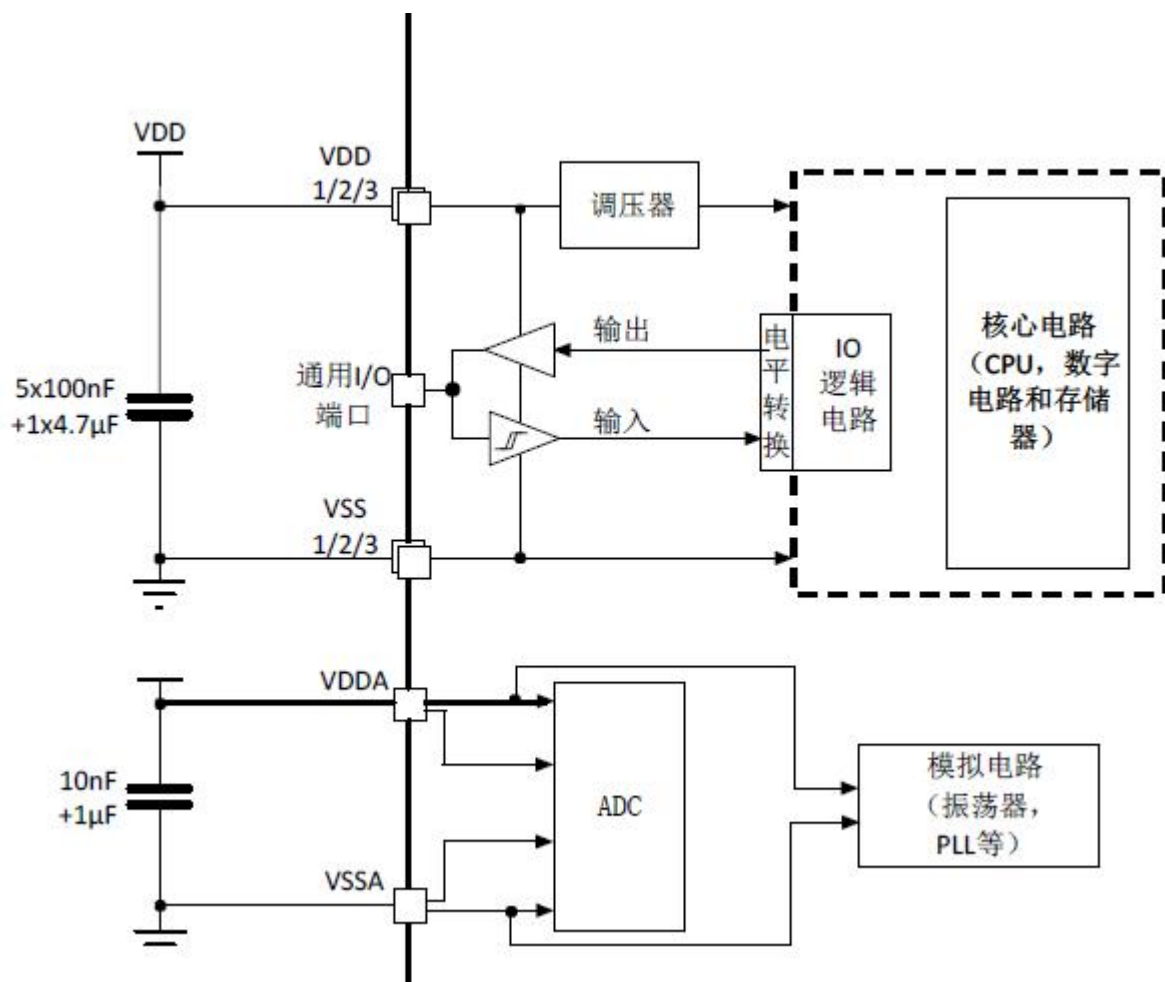 VDD
VDD
1/2/3
调压器
5x100nF
+1x4.7μF
通用I/O
端口
输出
输入
电平转换
IO
逻辑
电路
核心电路
（CPU，数字
电路和存储
器）
VSS
1/2/3
VDDA
10nF
+1μF
ADC
模拟电路
（振荡器，
PLL等）
VSSA